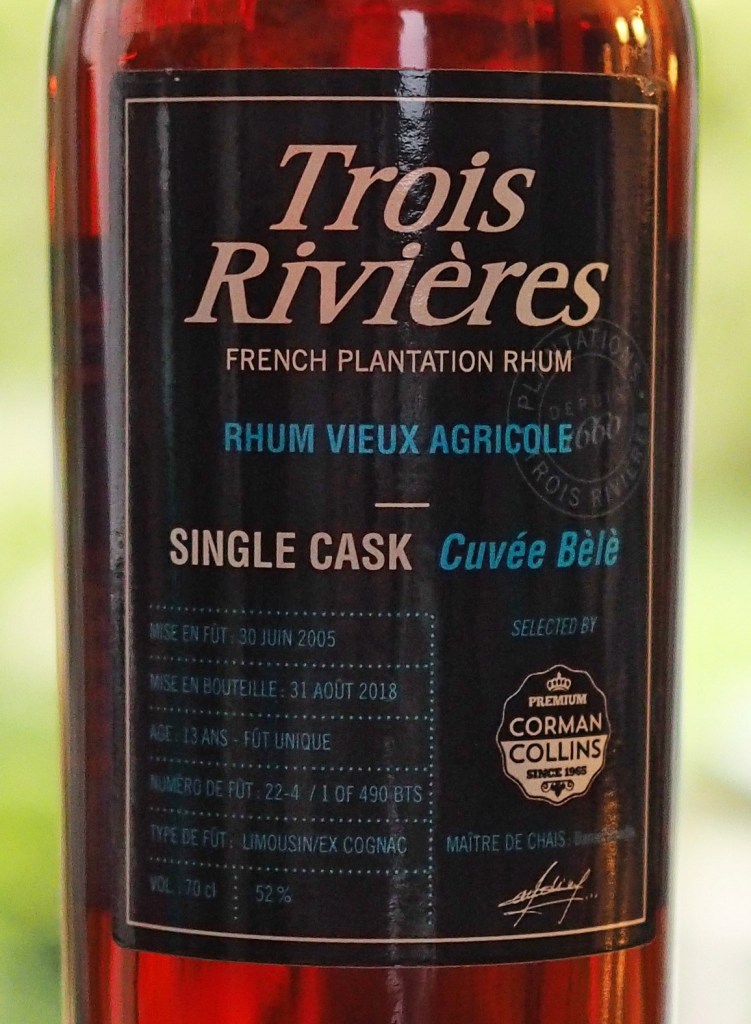 Trois
Rivières
FRENCH PLANTATION RHUM
PLANTATIONS
DEPUIS
1660
TROIS RIVIÈRES
RHUM VIEUX AGRICOLE
SINGLE CASK Cuvée Bèlè
MISE EN FÛT : 30 JUIN 2005
MISE EN BOUTEILLE : 31 AOÛT 2018
AGE : 13 ANS - FÛT UNIQUE
NUMÉRO DE FÛT : 22-4 / 1 OF 490 BTS
TYPE DE FÛT : LIMOUSIN/EX COGNAC
VOL. : 70 cl 52%
SELECTED BY
PREMIUM
CORMAN
COLLINS
SINCE 1965
MAÎTRE DE CHAIS :